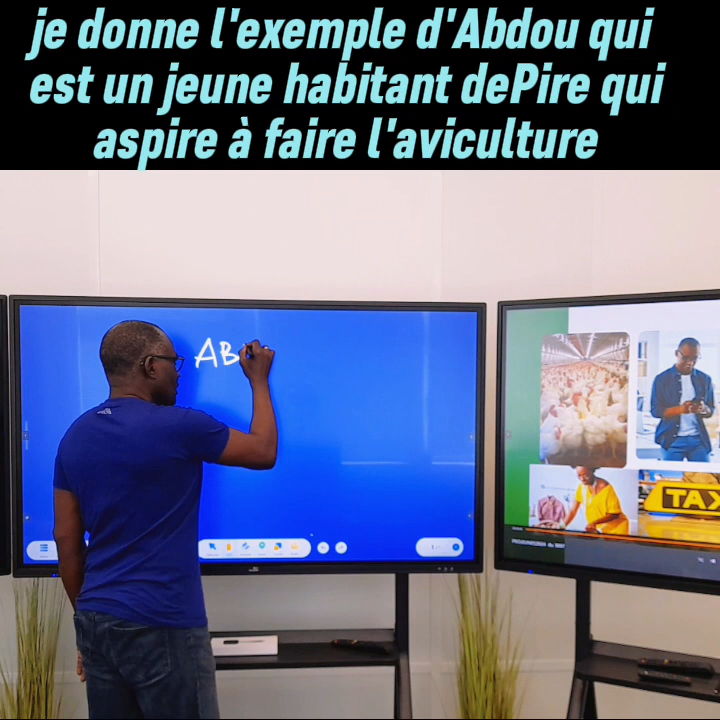 je donne l'exemple d'Abdou qui
est un jeune habitant dePire qui
aspire à faire l'aviculture
AB
TAX